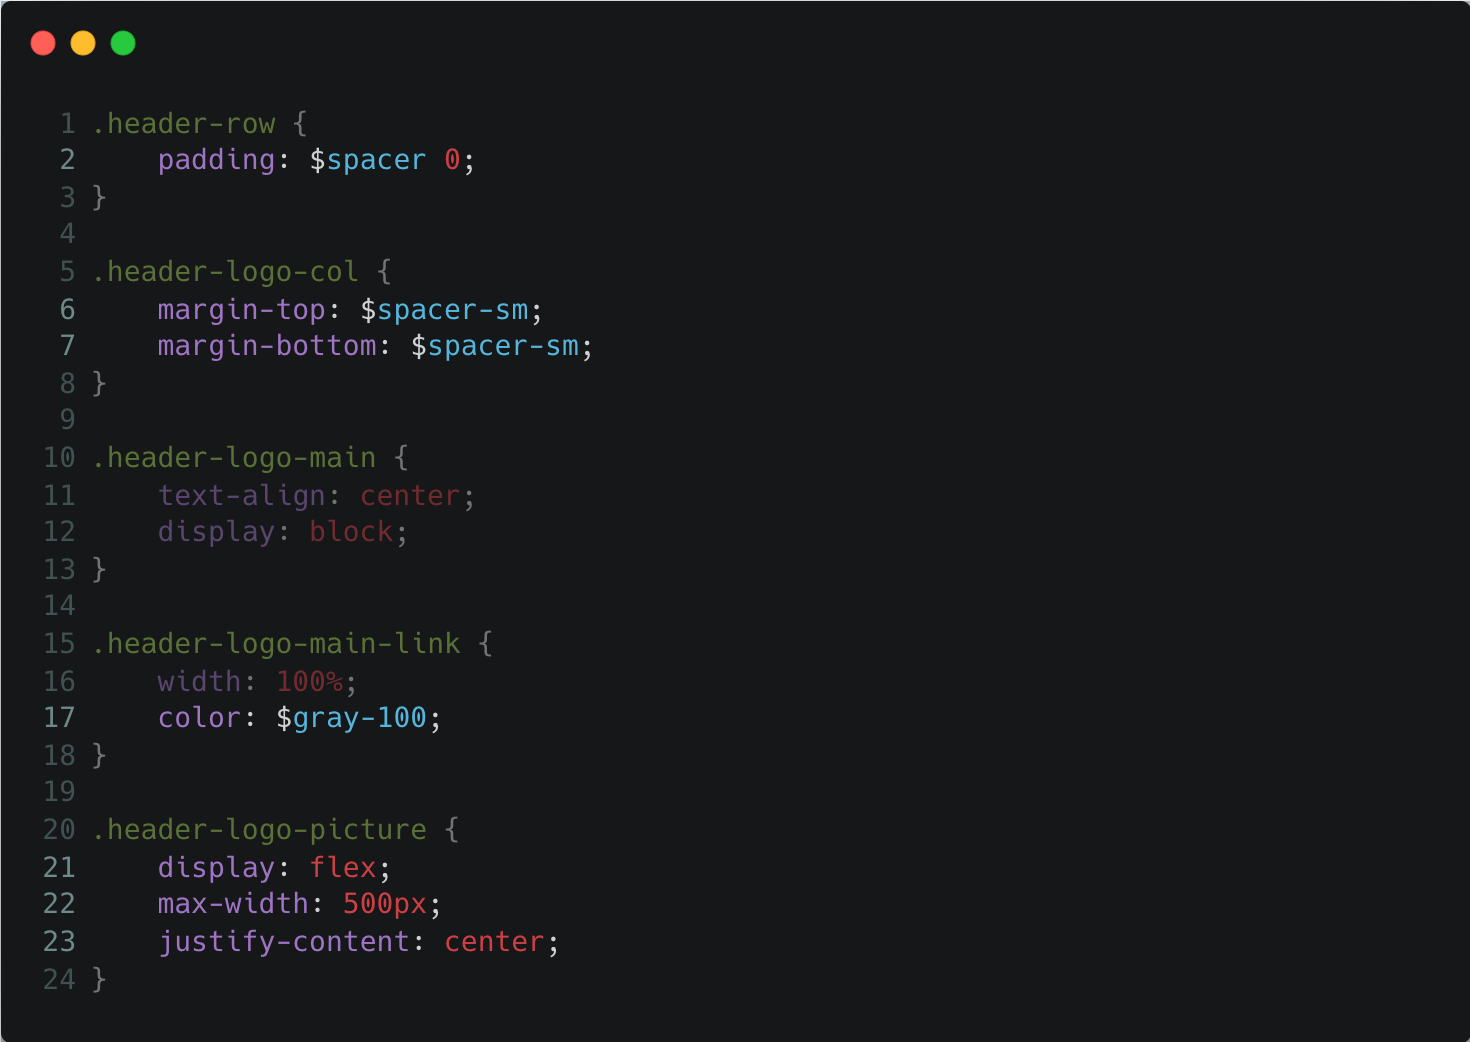 1 .header-row {
2     padding: $spacer 0;
3 }
4
5 .header-logo-col {
6     margin-top: $spacer-sm;
7     margin-bottom: $spacer-sm;
8 }
9
10 .header-logo-main {
11     text-align: center;
12     display: block;
13 }
14
15 .header-logo-main-link {
16     width: 100%;
17     color: $gray-100;
18 }
19
20 .header-logo-picture {
21     display: flex;
22     max-width: 500px;
23     justify-content: center;
24 }